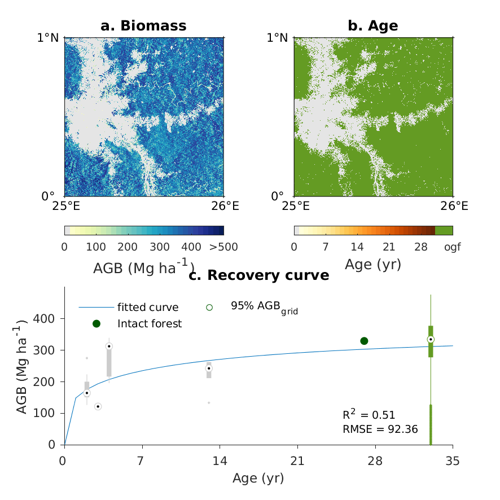 a. Biomass
b. Age
1°N
0°
25°E
26°E
1°N
0°
25°E
26°E
0 100 200 300 400 >500
AGB (Mg ha⁻¹)
0 7 14 21 28 ogf
Age (yr)
c. Recovery curve
fitted curve
95% AGB_grid
Intact forest
AGB (Mg ha⁻¹)
400
300
200
100
0
R² = 0.51
RMSE = 92.36
0 7 14 21 28 35
Age (yr)